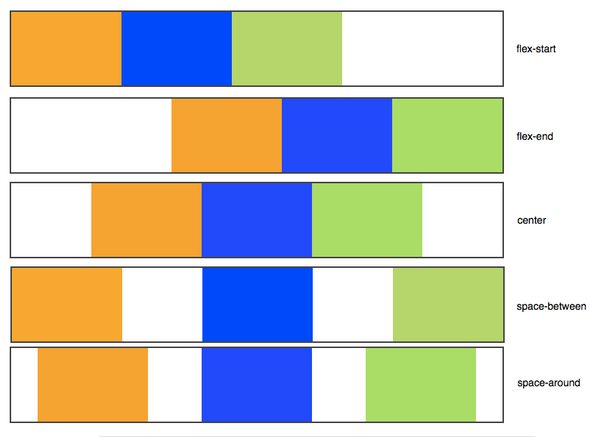 flex-start
flex-end
center
space-between
space-around